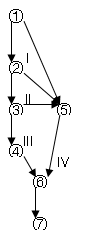 ①
I
②
II
③
⑤
III
④
IV
⑥
⑦